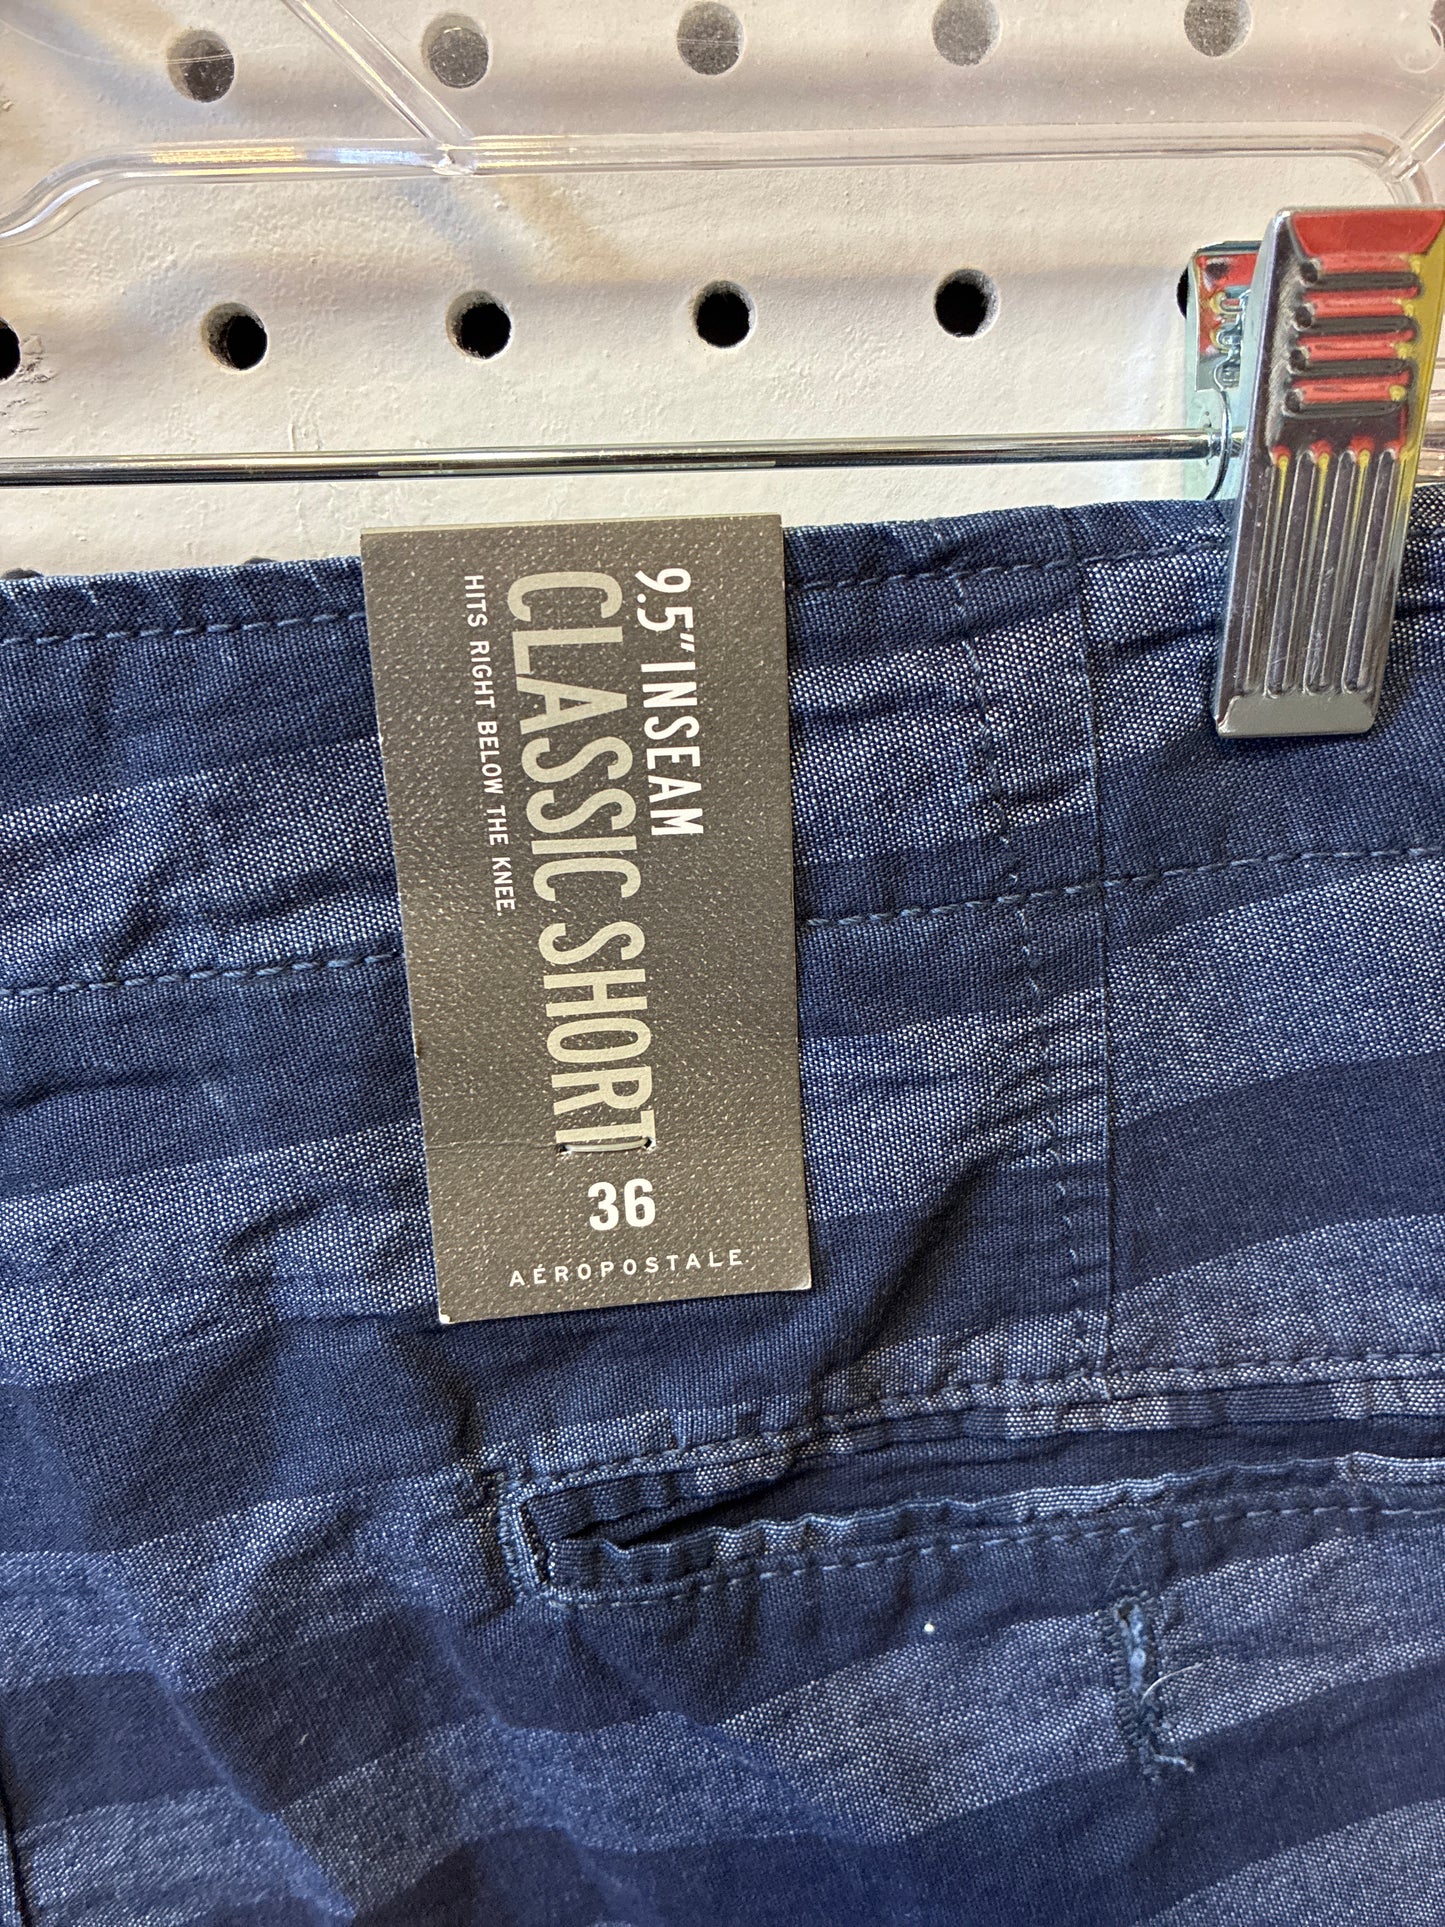 9.5" INSEAM
CLASSIC SHORT
HITS RIGHT BELOW THE KNEE.
36
AÉROPOSTALE